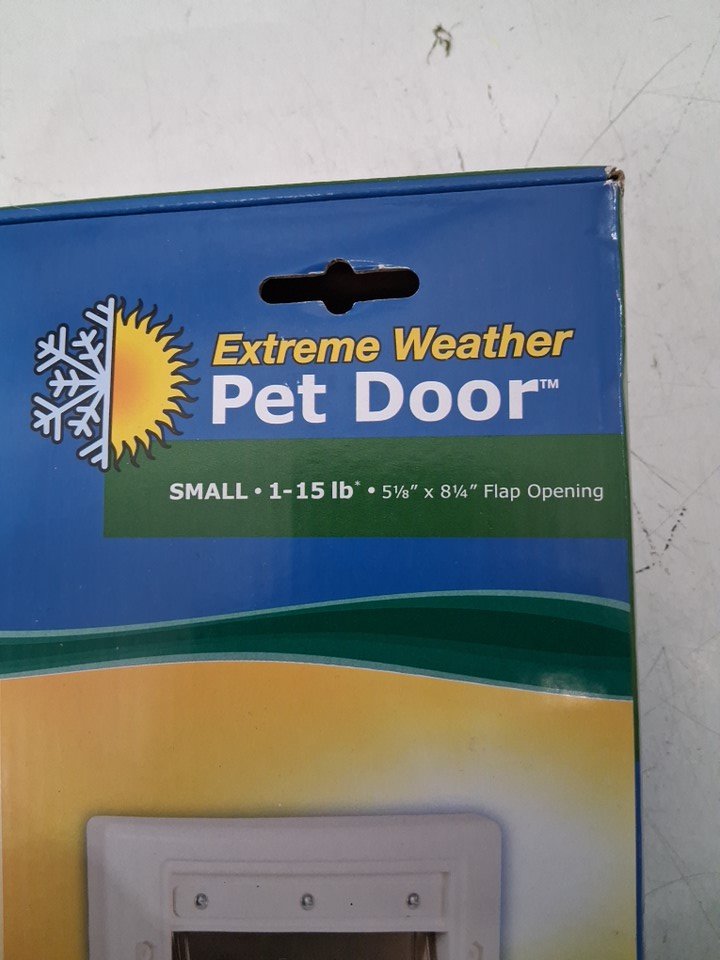 Extreme Weather
Pet Door™
SMALL • 1-15 lb* • 5⅛" x 8¼" Flap Opening